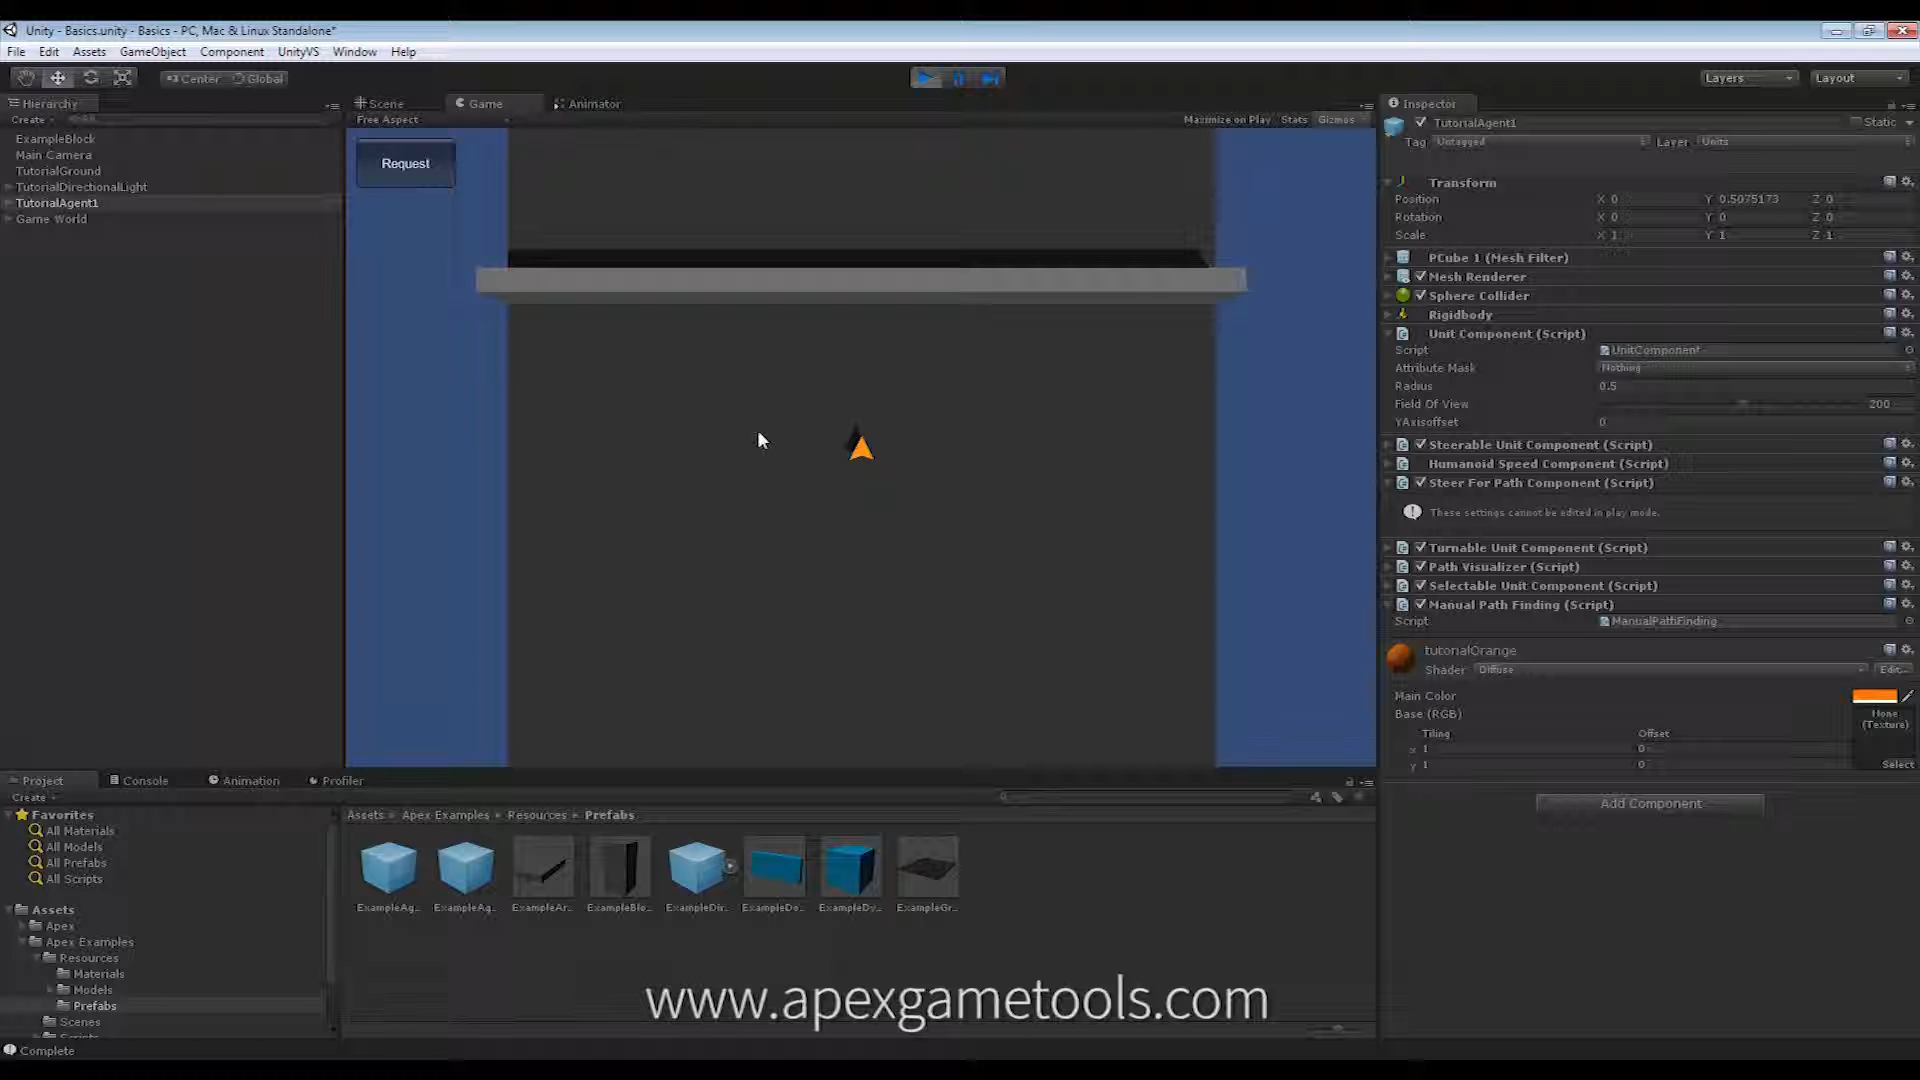 Unity - Basics.unity - Basics - PC, Mac & Linux Standalone*
File Edit Assets GameObject Component UnityVS Window Help
Center Global
Layers Layout
Hierarchy
Create
ExampleBlock
Main Camera
TutorialGround
TutorialDirectionalLight
TutorialAgent1
Game World
Scene Game Animator
Free Aspect Maximize on Play Stats Gizmos
Request
Inspector
TutorialAgent1 Static
Tag Untagged Layer Units
Transform
Position X 0 Y 0.5075173 Z 0
Rotation X 0 Y 0 Z 0
Scale X 1 Y 1 Z 1
PCube 1 (Mesh Filter)
Mesh Renderer
Sphere Collider
Rigidbody
Unit Component (Script)
Script UnitComponent
Attribute Mask Nothing
Radius 0.5
Field Of View 200
YAxisoffset 0
Steerable Unit Component (Script)
Humanoid Speed Component (Script)
Steer For Path Component (Script)
These settings cannot be edited in play mode.
Turnable Unit Component (Script)
Path Visualizer (Script)
Selectable Unit Component (Script)
Manual Path Finding (Script)
Script ManualPathFinding
tutorialOrange
Shader Diffuse Edit...
Main Color
Base (RGB)
None
(Texture)
Tiling Offset
x 1 0
y 1 0
Select
Add Component
Project Console Animation Profiler
Create
Favorites
All Materials
All Models
All Prefabs
All Scripts
Assets
Apex
Apex Examples
Resources
Materials
Models
Prefabs
Scenes
Assets Apex Examples Resources Prefabs
ExampleAg... ExampleAg... ExampleAr... ExampleBlo... ExampleDir... ExampleDo... ExampleDy... ExampleGr...
www.apexgametools.com
Complete